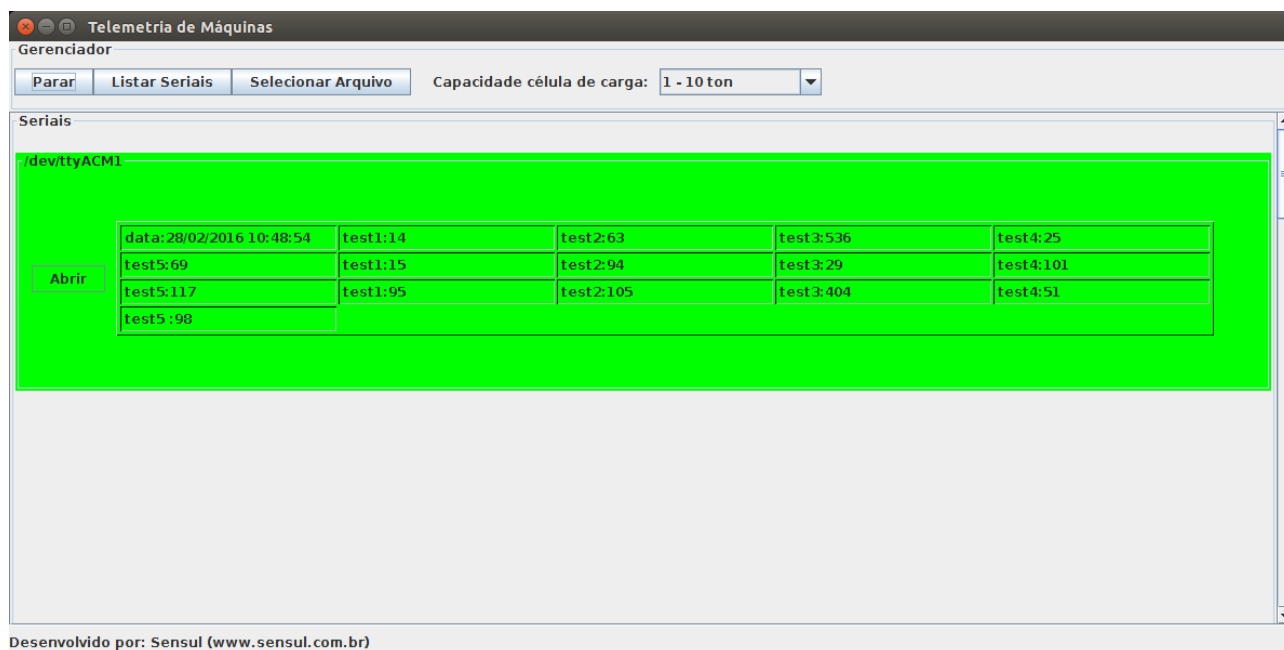 Telemetria de Máquinas
Gerenciador
Parar Listar Seriais Selecionar Arquivo Capacidade célula de carga: 1 - 10 ton
Seriais
/dev/ttyACM1
data:28/02/2016 10:48:54 test1:14 test2:63 test3:536 test4:25
test5:69 test1:15 test2:94 test3:29 test4:101
Abrir
test5:117 test1:95 test2:105 test3:404 test4:51
test5 :98
Desenvolvido por: Sensul (www.sensul.com.br)